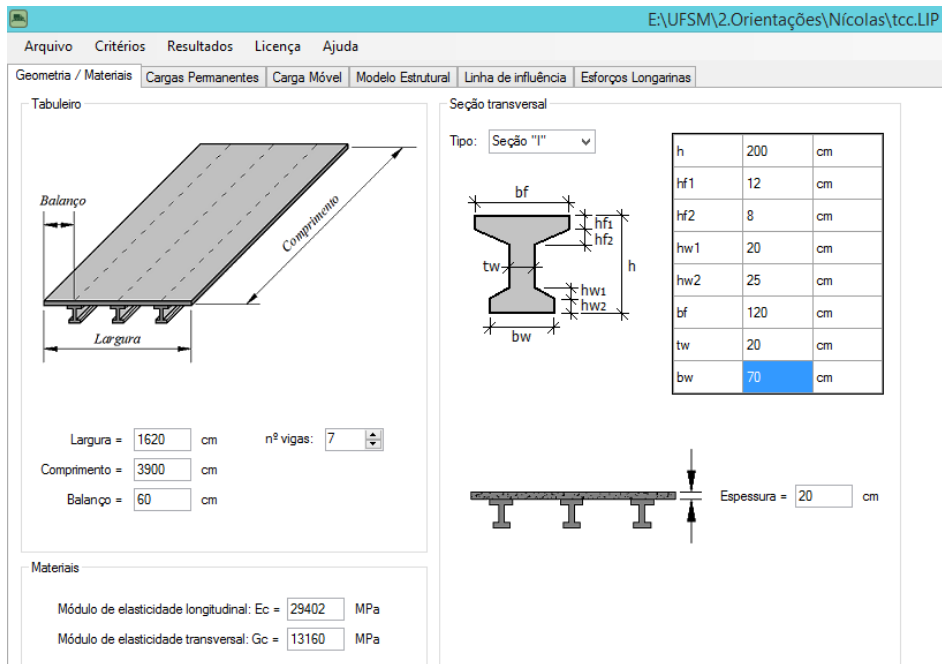 E:\UFSM\2.Orientações\Nícolas\tcc.LIP
Arquivo Critérios Resultados Licença Ajuda
Geometria / Materiais Cargas Permanentes Carga Móvel Modelo Estrutural Linha de influência Esforços Longarinas
Tabuleiro
Balanço
Comprimento
Largura
Largura = 1620 cm nº vigas: 7
Comprimento = 3900 cm
Balanço = 60 cm
Materiais
Módulo de elasticidade longitudinal: Ec = 29402 MPa
Módulo de elasticidade transversal: Gc = 13160 MPa
Seção transversal
Tipo: Seção "I"
bf
hf1
hf2
tw
h
hw1
hw2
bw
h 200 cm
hf1 12 cm
hf2 8 cm
hw1 20 cm
hw2 25 cm
bf 120 cm
tw 20 cm
bw 70 cm
Espessura = 20 cm